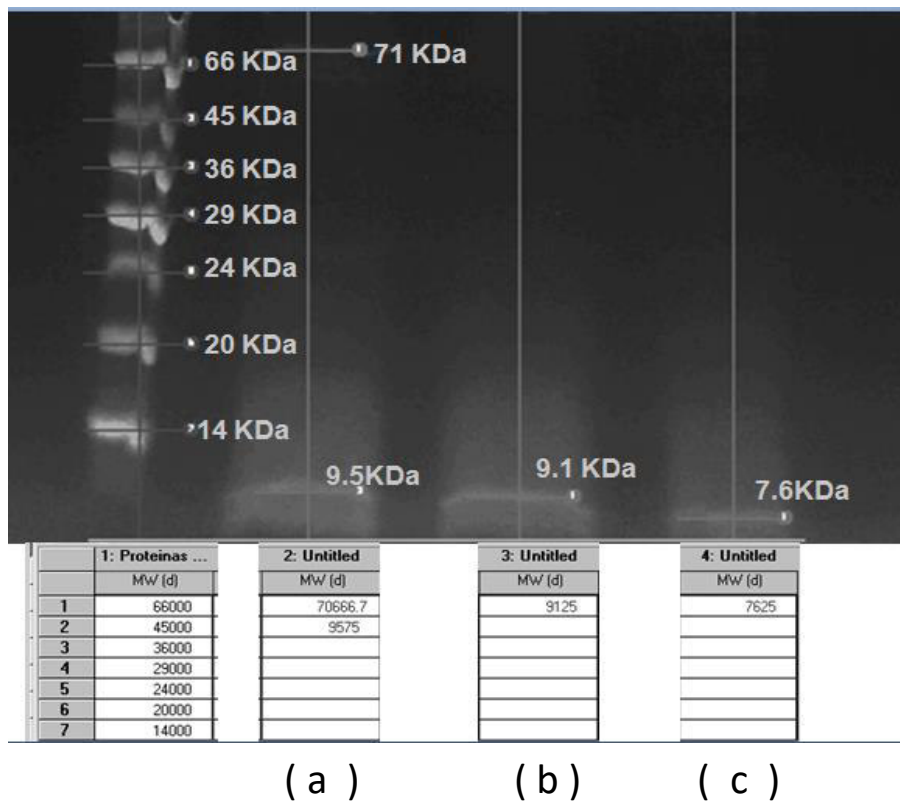 66 KDa
71 KDa
45 KDa
36 KDa
29 KDa
24 KDa
20 KDa
14 KDa
9.5KDa
9.1 KDa
7.6KDa
1: Proteinas ... 2: Untitled 3: Untitled 4: Untitled
MW (d) MW (d) MW (d) MW (d)
1 66000 70666.7 9125 7625
2 45000 9575
3 36000
4 29000
5 24000
6 20000
7 14000
( a ) ( b ) ( c )